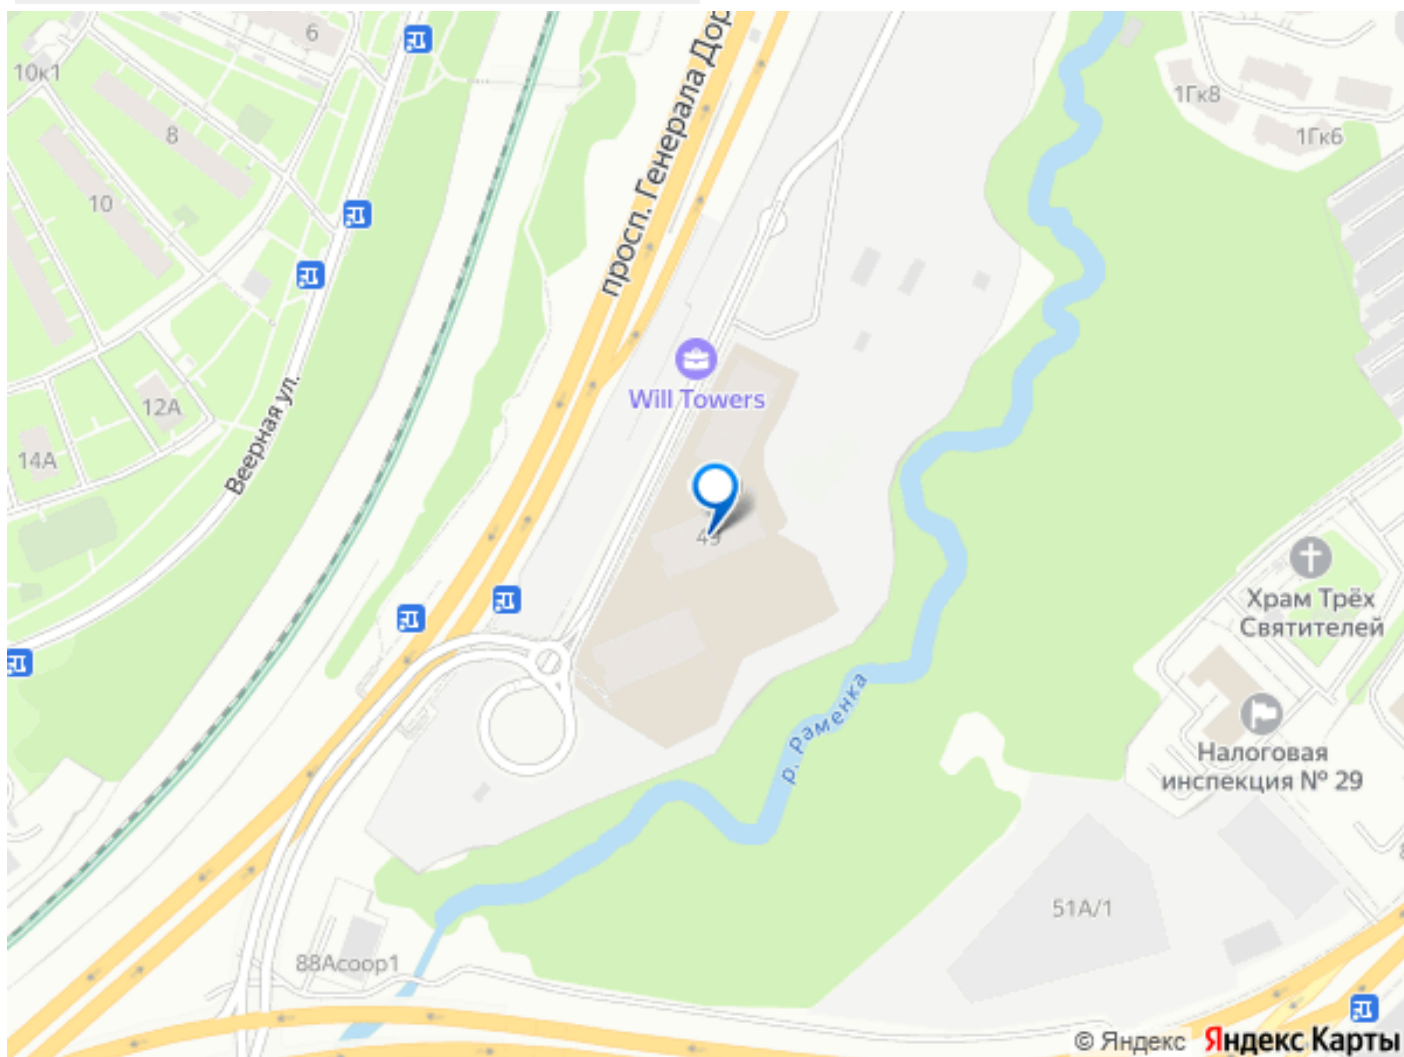 6
10к1
8
10
просп. Генерала Дор
1Гк8
1Гк6
Will Towers
12А
14А
Веерная ул.
Храм Трёх
Святителей
р. Раменка
Налоговая
инспекция № 29
51А/1
88Асоор1
© Яндекс Яндекс Карты